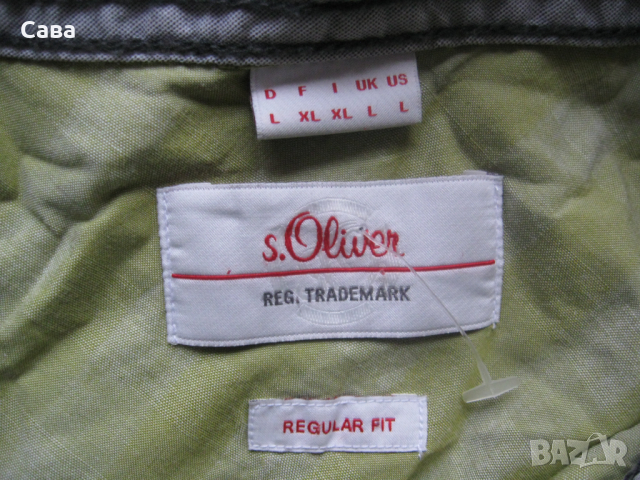 Сава
D F I UK US
L XL XL L L
s.Oliver
REG. TRADEMARK
REGULAR FIT
BAZAR